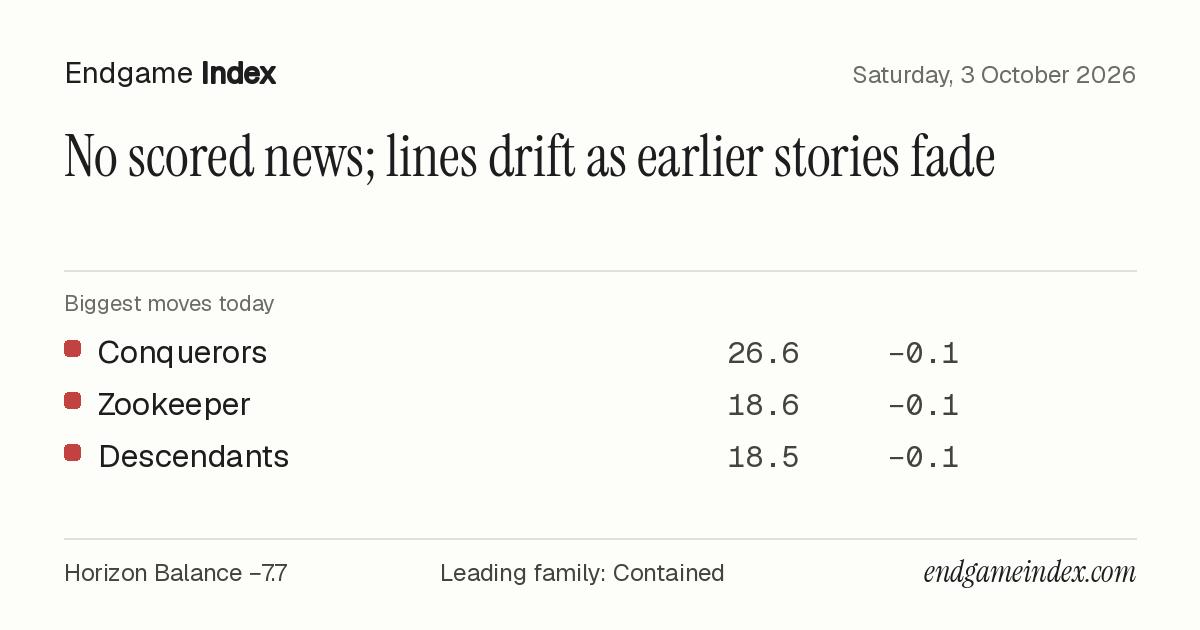 Endgame Index
Saturday, 3 October 2026
No scored news; lines drift as earlier stories fade
Biggest moves today
Conquerors 26.6 −0.1
Zookeeper 18.6 −0.1
Descendants 18.5 −0.1
Horizon Balance −7.7 Leading family: Contained endgameindex.com